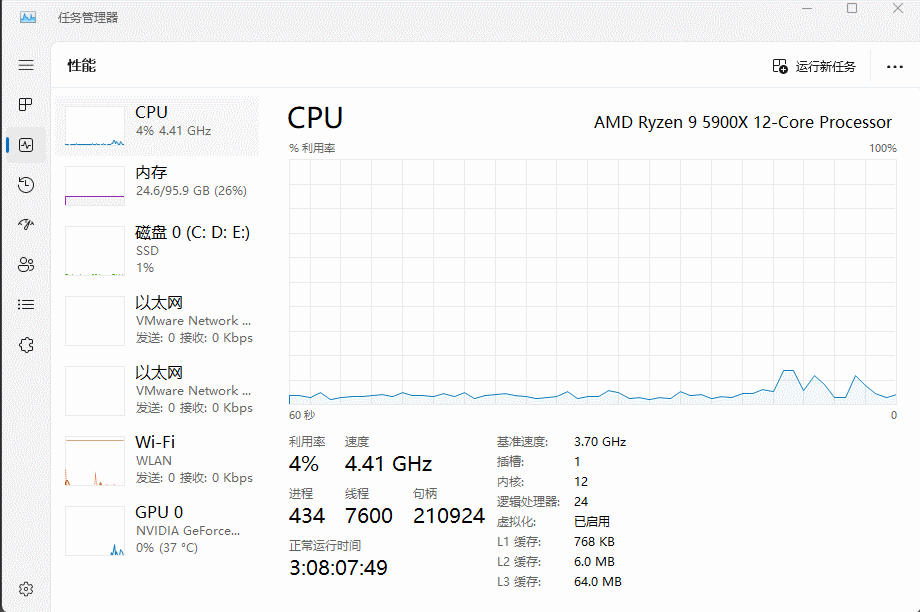 任务管理器
性能
运行新任务
CPU
4% 4.41 GHz
内存
24.6/95.9 GB (26%)
磁盘 0 (C: D: E:)
SSD
1%
以太网
VMware Network ...
发送: 0 接收: 0 Kbps
以太网
VMware Network ...
发送: 0 接收: 0 Kbps
Wi-Fi
WLAN
发送: 0 接收: 0 Kbps
GPU 0
NVIDIA GeForce...
0% (37 °C)
CPU
AMD Ryzen 9 5900X 12-Core Processor
% 利用率
100%
60 秒
0
利用率
速度
4%
4.41 GHz
进程
线程
句柄
434
7600
210924
正常运行时间
3:08:07:49
基准速度: 3.70 GHz
插槽: 1
内核: 12
逻辑处理器: 24
虚拟化: 已启用
L1 缓存: 768 KB
L2 缓存: 6.0 MB
L3 缓存: 64.0 MB